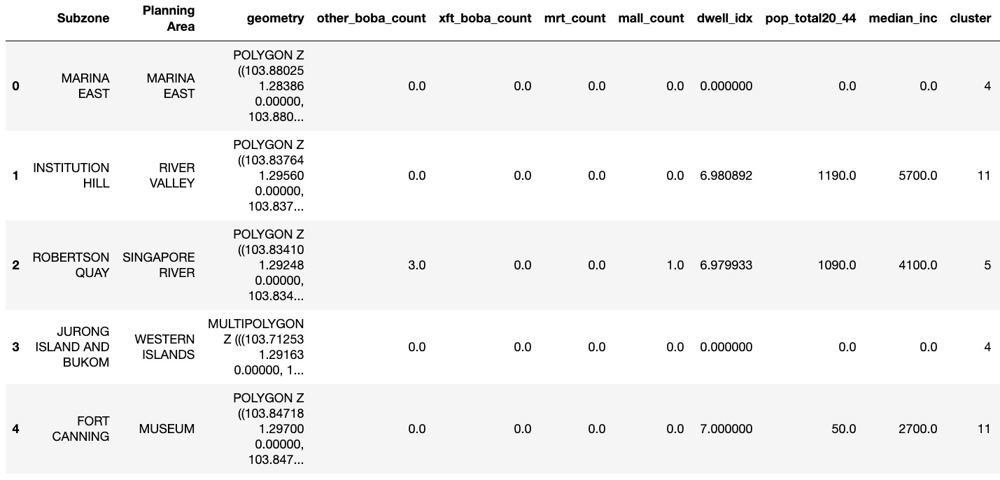 Subzone Planning Area geometry other_boba_count xft_boba_count mrt_count mall_count dwell_idx pop_total20_44 median_inc cluster
0 MARINA EAST MARINA EAST POLYGON Z ((103.88025 1.28386 0.00000, 103.880... 0.0 0.0 0.0 0.0 0.000000 0.0 0.0 4
1 INSTITUTION HILL RIVER VALLEY POLYGON Z ((103.83764 1.29560 0.00000, 103.837... 0.0 0.0 0.0 0.0 6.980892 1190.0 5700.0 11
2 ROBERTSON QUAY SINGAPORE RIVER POLYGON Z ((103.83410 1.29248 0.00000, 103.834... 3.0 0.0 0.0 1.0 6.979933 1090.0 4100.0 5
3 JURONG ISLAND AND BUKOM WESTERN ISLANDS MULTIPOLYGON Z (((103.71253 1.29163 0.00000, 1... 0.0 0.0 0.0 0.0 0.000000 0.0 0.0 4
4 FORT CANNING MUSEUM POLYGON Z ((103.84718 1.29700 0.00000, 103.847... 0.0 0.0 0.0 0.0 7.000000 50.0 2700.0 11